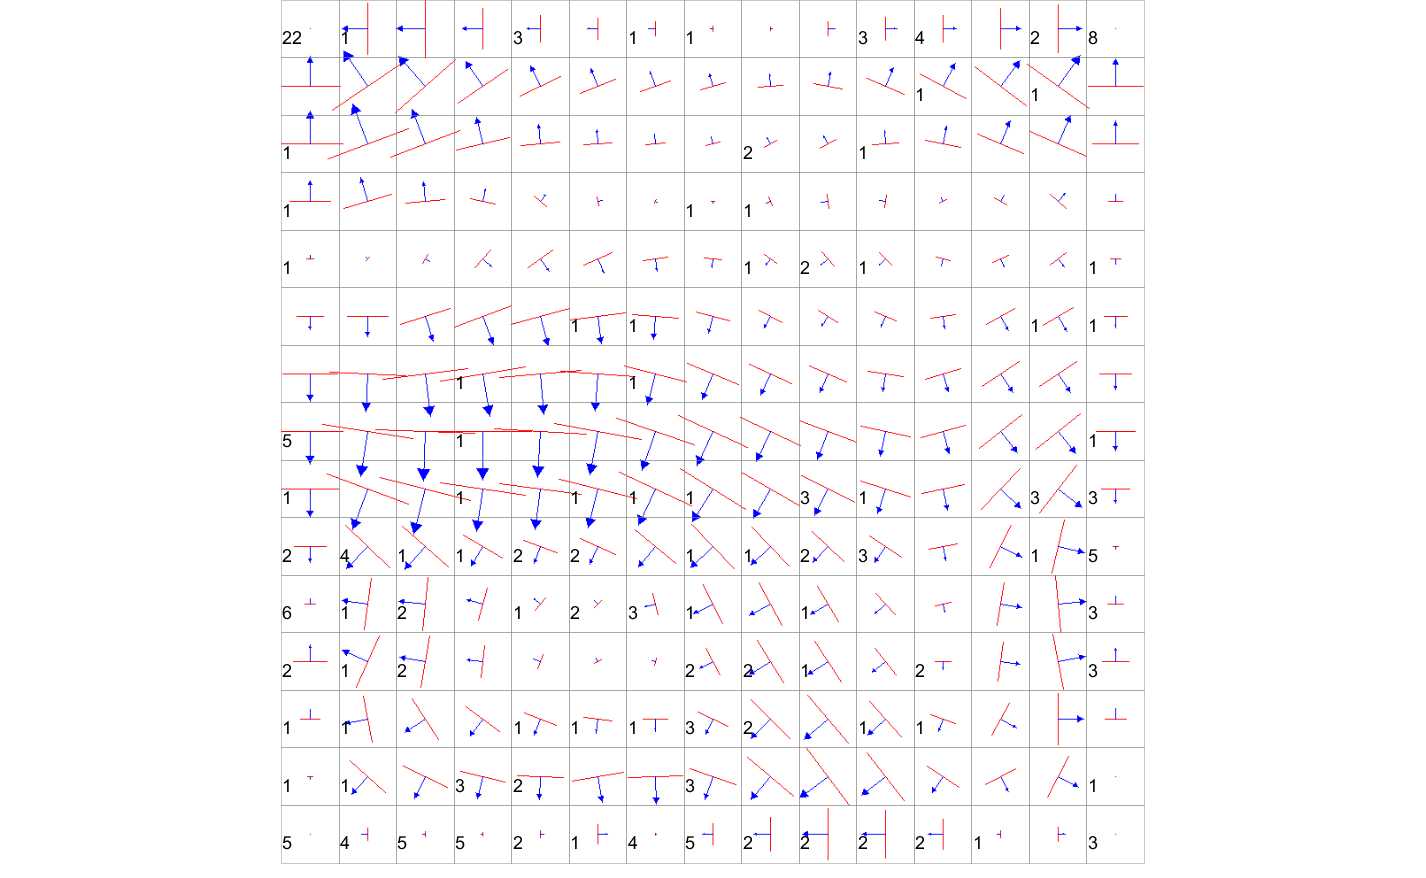 22 1 3 1 1 3 4 2 8
1 1
1 2 1
1 1 1
1 1 2 1 1
1 1 1 1
1 1
5 1 1
1 1 1 1 1 3 1 3 3
2 4 1 1 2 2 1 1 2 3 1 5
6 1 2 1 2 3 1 1 3
2 1 2 2 2 1 2 3
1 1 1 1 1 3 2 1 1
1 1 3 2 3 1
5 4 5 5 2 1 4 5 2 2 2 2 1 3